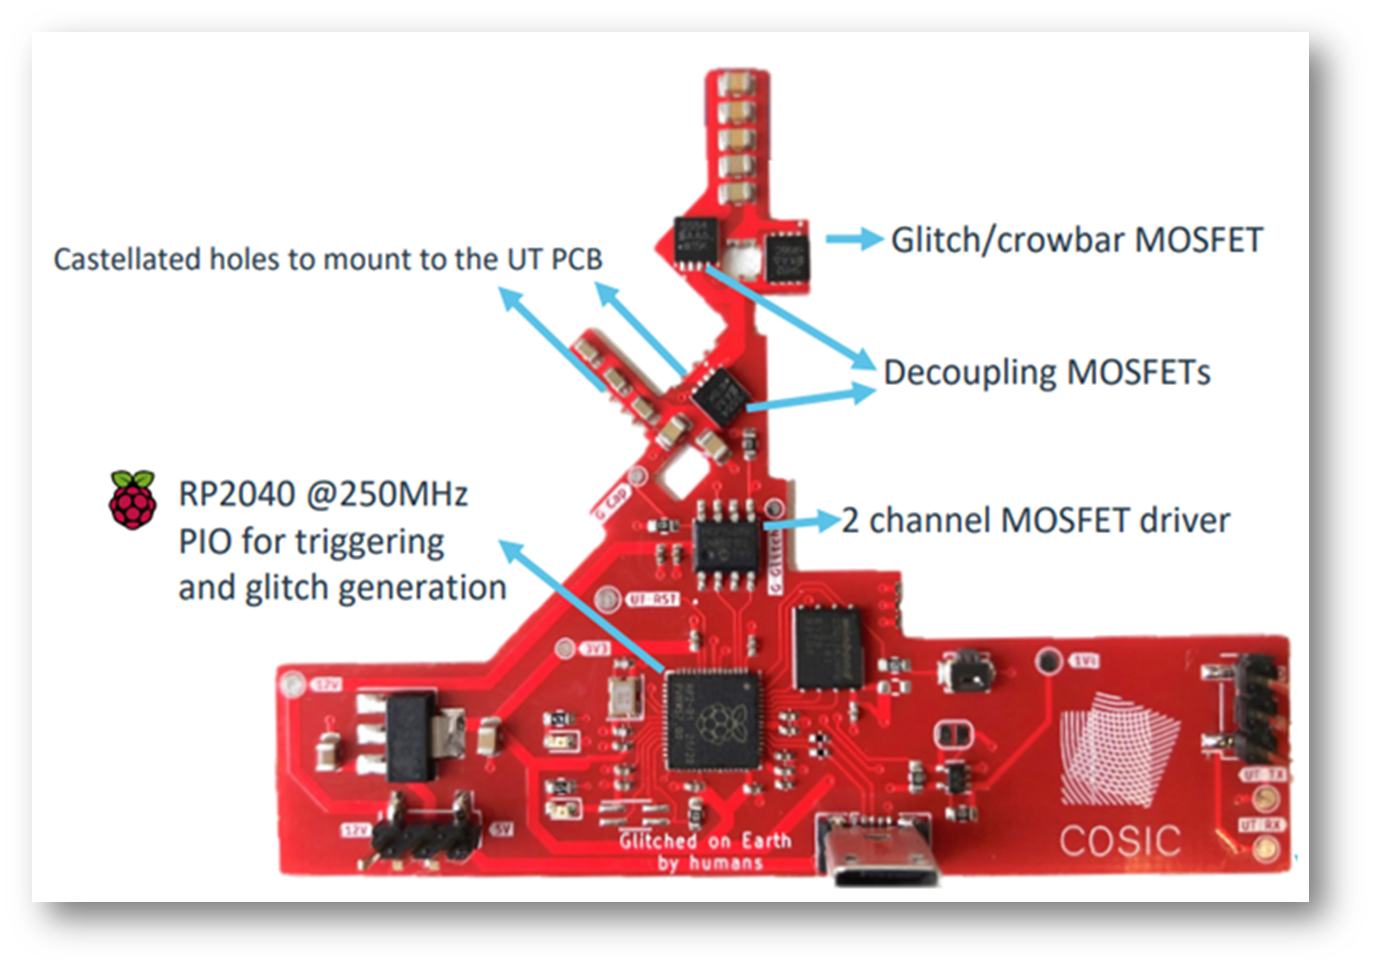 Castellated holes to mount to the UT PCB
Glitch/crowbar MOSFET
Decoupling MOSFETs
RP2040 @250MHz
PIO for triggering
and glitch generation
2 channel MOSFET driver
G Cap
G Glitch
UT RST
3V3
12V
1V1
12V
5V
UT TX
UT RX
COSIC
Glitched on Earth
by humans